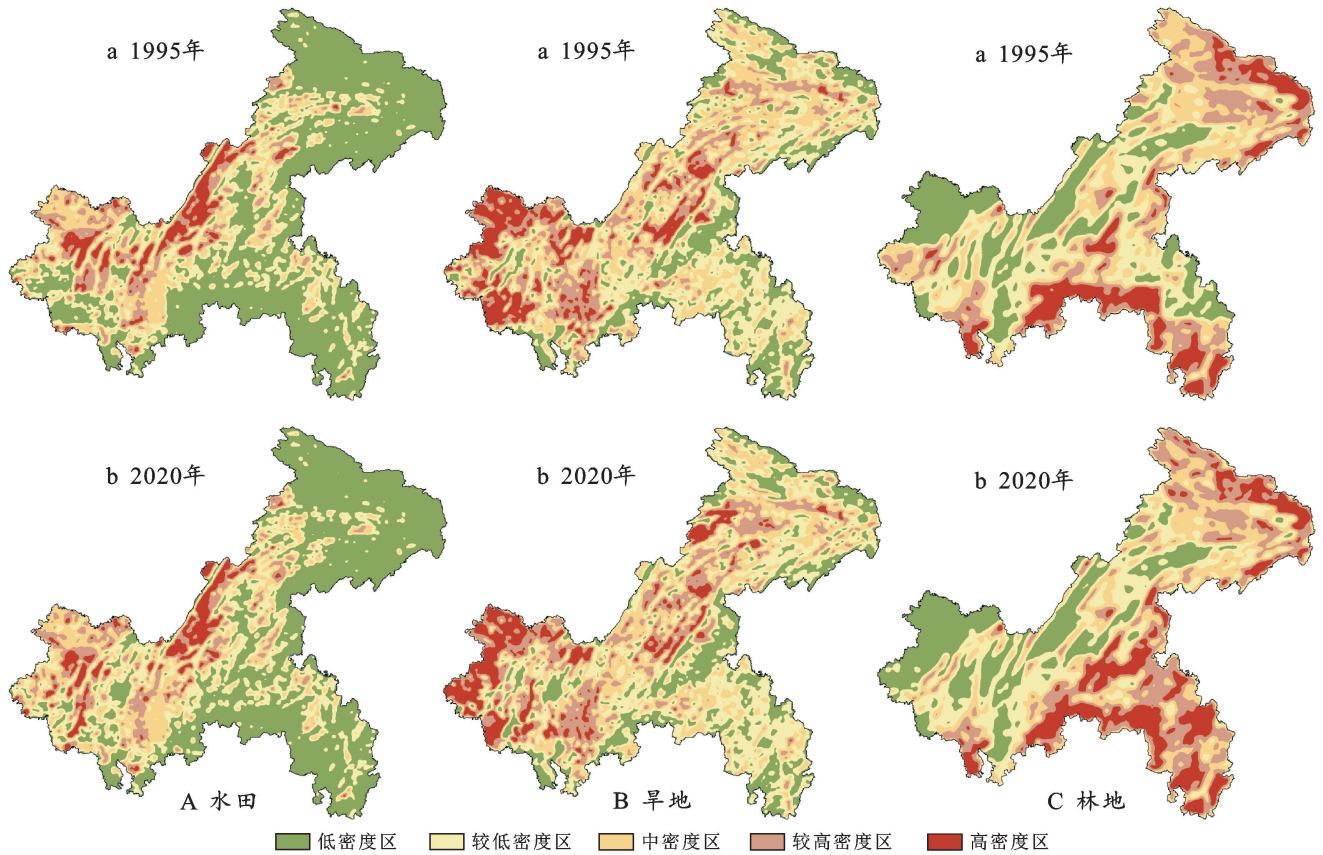 a 1995年
a 1995年
a 1995年
b 2020年
b 2020年
b 2020年
A 水田
B 旱地
C 林地
低密度区
较低密度区
中密度区
较高密度区
高密度区